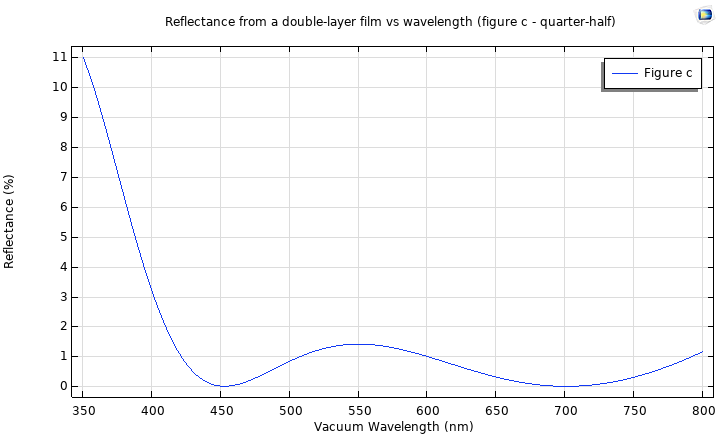 Reflectance from a double-layer film vs wavelength (figure c - quarter-half)
11
10
9
8
7
6
5
4
3
2
1
0
Reflectance (%)
Figure c
350 400 450 500 550 600 650 700 750 800
Vacuum Wavelength (nm)